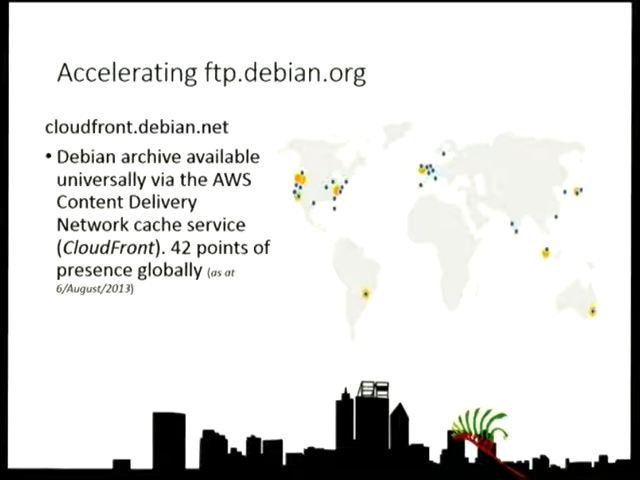 Accelerating ftp.debian.org
cloudfront.debian.net
• Debian archive available
universally via the AWS
Content Delivery
Network cache service
(CloudFront). 42 points of
presence globally (as at
6/August/2013)